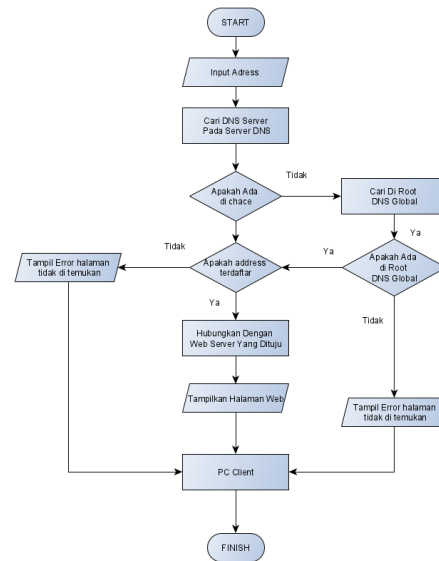 START
Input Adress
Cari DNS Server
Pada Server DNS
Apakah Ada
di chace
Tidak
Cari Di Root
DNS Global
Ya
Apakah Ada
di Root
DNS Global
Ya
Apakah address
terdaftar
Tidak
Tampil Error halaman
tidak di temukan
Ya
Hubungkan Dengan
Web Server Yang Dituju
Tidak
Tampilkan Halaman Web
Tampil Error halaman
tidak di temukan
PC Client
FINISH